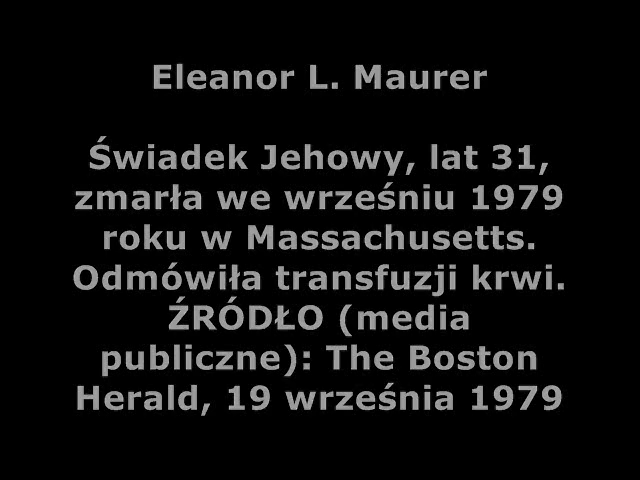 Eleanor L. Maurer
Świadek Jehowy, lat 31,
zmarła we wrześniu 1979
roku w Massachusetts.
Odmówiła transfuzji krwi.
ŹRÓDŁO (media
publiczne): The Boston
Herald, 19 września 1979